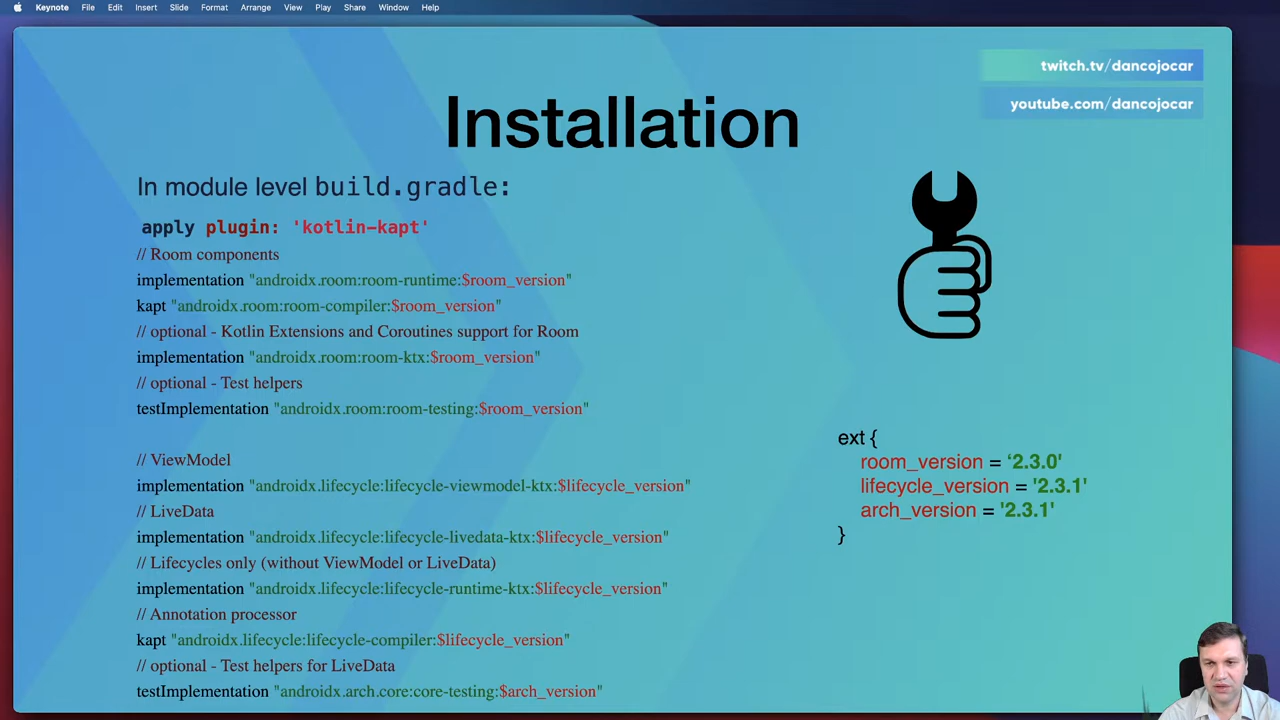 Keynote File Edit Insert Slide Format Arrange View Play Share Window Help
twitch.tv/dancojocar
youtube.com/dancojocar
Installation
In module level build.gradle:
apply plugin: 'kotlin-kapt'
// Room components
implementation "androidx.room:room-runtime:$room_version"
kapt "androidx.room:room-compiler:$room_version"
// optional - Kotlin Extensions and Coroutines support for Room
implementation "androidx.room:room-ktx:$room_version"
// optional - Test helpers
testImplementation "androidx.room:room-testing:$room_version"
// ViewModel
implementation "androidx.lifecycle:lifecycle-viewmodel-ktx:$lifecycle_version"
// LiveData
implementation "androidx.lifecycle:lifecycle-livedata-ktx:$lifecycle_version"
// Lifecycles only (without ViewModel or LiveData)
implementation "androidx.lifecycle:lifecycle-runtime-ktx:$lifecycle_version"
// Annotation processor
kapt "androidx.lifecycle:lifecycle-compiler:$lifecycle_version"
// optional - Test helpers for LiveData
testImplementation "androidx.arch.core:core-testing:$arch_version"
ext {
room_version = ‘2.3.0'
lifecycle_version = '2.3.1'
arch_version = '2.3.1'
}